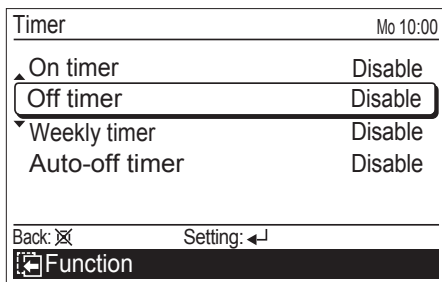 Timer Mo 10:00
On timer Disable
Off timer Disable
Weekly timer Disable
Auto-off timer Disable
Back: Setting:
Function